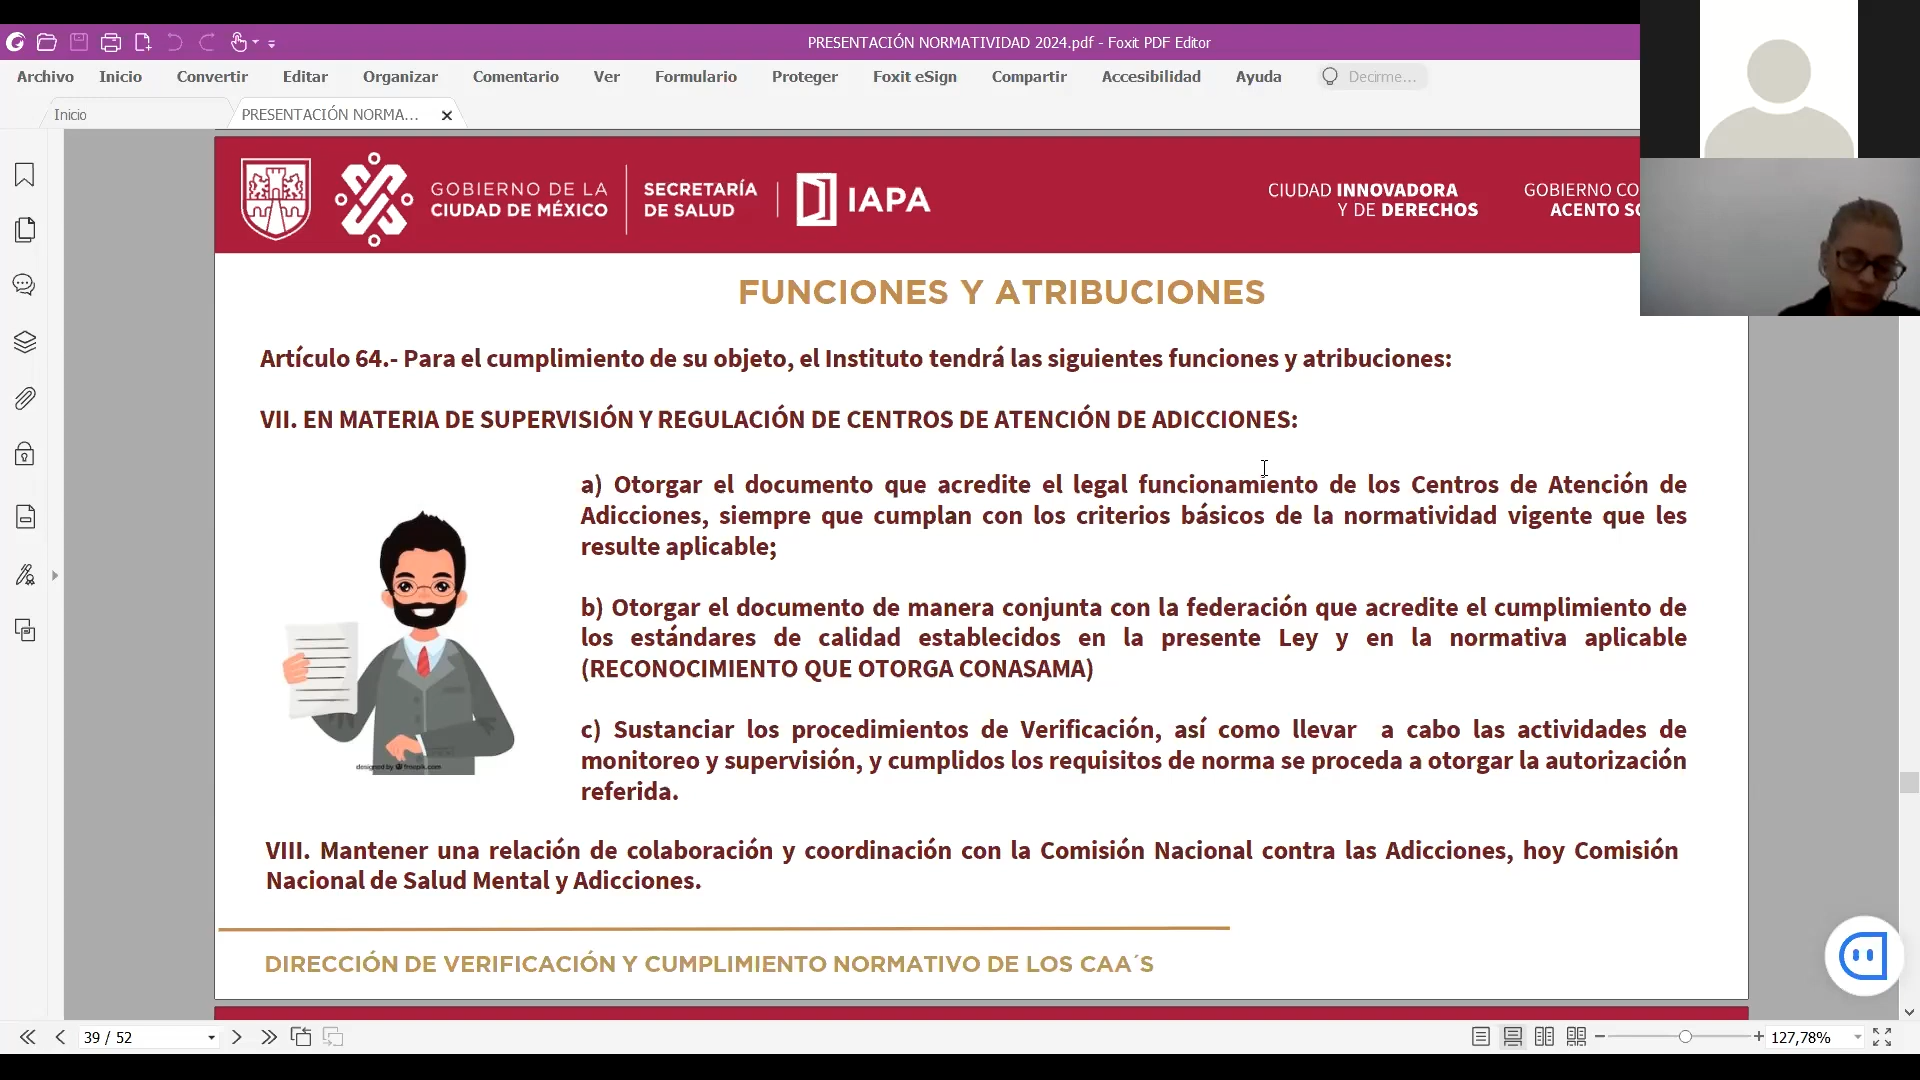 PRESENTACIÓN NORMATIVIDAD 2024.pdf - Foxit PDF Editor
Archivo Inicio Convertir Editar Organizar Comentario Ver Formulario Proteger Foxit eSign Compartir Accesibilidad Ayuda Decirme...
Inicio PRESENTACIÓN NORMA...
GOBIERNO DE LA
CIUDAD DE MÉXICO
SECRETARÍA
DE SALUD
IAPA
CIUDAD INNOVADORA
Y DE DERECHOS
GOBIERNO CO
ACENTO SO
FUNCIONES Y ATRIBUCIONES
Artículo 64.- Para el cumplimiento de su objeto, el Instituto tendrá las siguientes funciones y atribuciones:
VII. EN MATERIA DE SUPERVISIÓN Y REGULACIÓN DE CENTROS DE ATENCIÓN DE ADICCIONES:
a) Otorgar el documento que acredite el legal funcionamiento de los Centros de Atención de
Adicciones, siempre que cumplan con los criterios básicos de la normatividad vigente que les
resulte aplicable;
b) Otorgar el documento de manera conjunta con la federación que acredite el cumplimiento de
los estándares de calidad establecidos en la presente Ley y en la normativa aplicable
(RECONOCIMIENTO QUE OTORGA CONASAMA)
c) Sustanciar los procedimientos de Verificación, así como llevar a cabo las actividades de
monitoreo y supervisión, y cumplidos los requisitos de norma se proceda a otorgar la autorización
referida.
designed by freepik.com
VIII. Mantener una relación de colaboración y coordinación con la Comisión Nacional contra las Adicciones, hoy Comisión
Nacional de Salud Mental y Adicciones.
DIRECCIÓN DE VERIFICACIÓN Y CUMPLIMIENTO NORMATIVO DE LOS CAA´S
39 / 52
127,78%